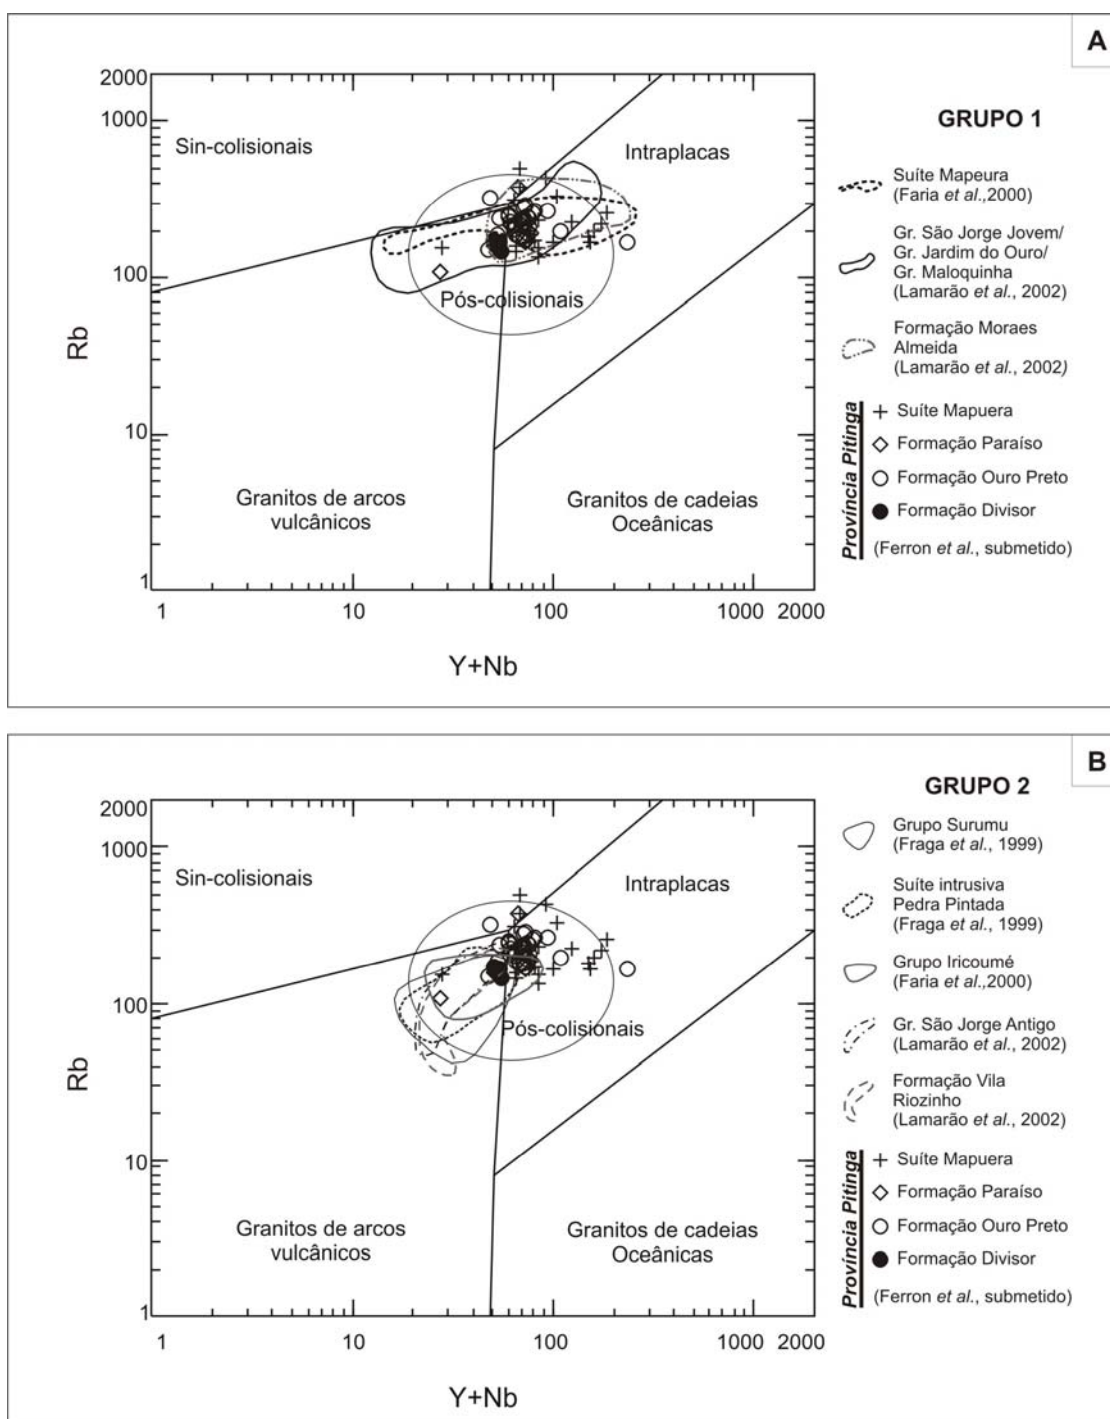 A
2000
1000
100
10
1
Rb
Sin-colisionais
Intraplacas
Pós-colisionais
Granitos de arcos
vulcânicos
Granitos de cadeias
Oceânicas
1
10
100
1000
2000
Y+Nb
GRUPO 1
Suíte Mapeura
(Faria et al.,2000)
Gr. São Jorge Jovem/
Gr. Jardim do Ouro/
Gr. Maloquinha
(Lamarão et al., 2002)
Formação Moraes
Almeida
(Lamarão et al., 2002)
Província Pitinga
Suíte Mapuera
Formação Paraíso
Formação Ouro Preto
Formação Divisor
(Ferron et al., submetido)
B
2000
1000
100
10
1
Rb
Sin-colisionais
Intraplacas
Pós-colisionais
Granitos de arcos
vulcânicos
Granitos de cadeias
Oceânicas
1
10
100
1000
2000
Y+Nb
GRUPO 2
Grupo Surumu
(Fraga et al., 1999)
Suíte intrusiva
Pedra Pintada
(Fraga et al., 1999)
Grupo Iricoumé
(Faria et al.,2000)
Gr. São Jorge Antigo
(Lamarão et al., 2002)
Formação Vila
Riozinho
(Lamarão et al., 2002)
Província Pitinga
Suíte Mapuera
Formação Paraíso
Formação Ouro Preto
Formação Divisor
(Ferron et al., submetido)